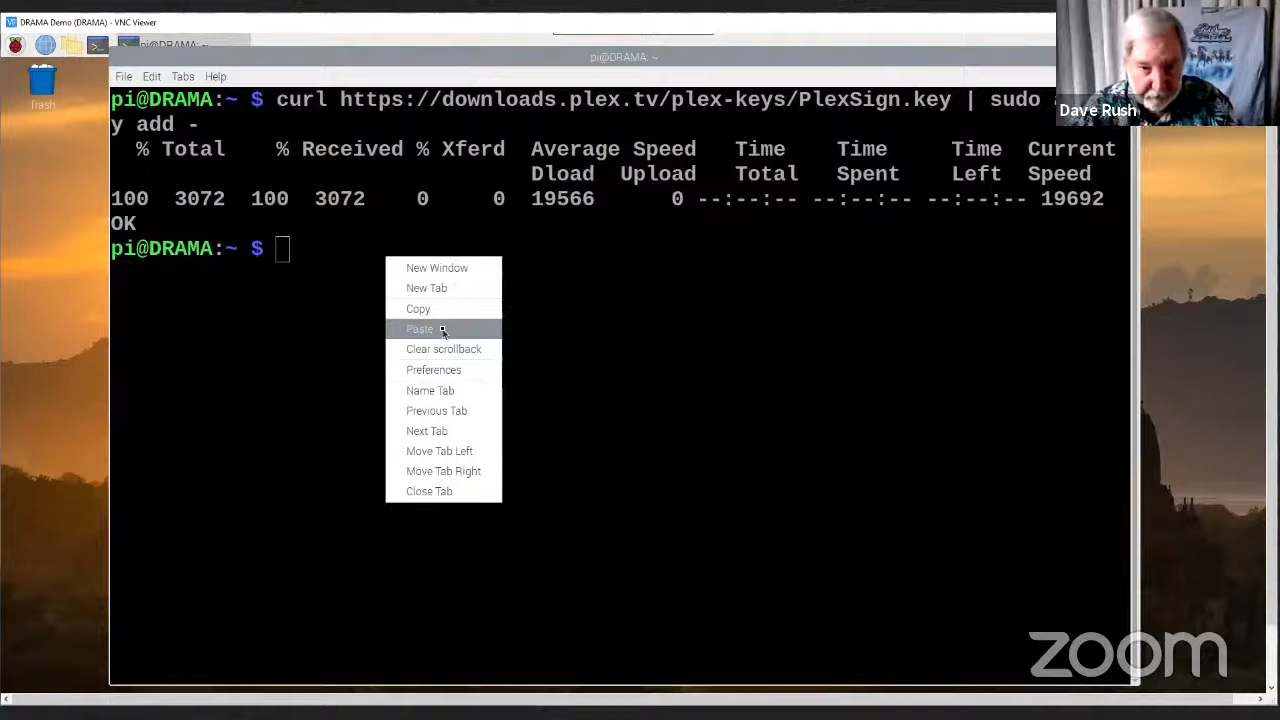 DRAMA Demo (DRAMA) - VNC Viewer
pi@DRAMA: ~
pi@DRAMA: ~
File Edit Tabs Help
trash
Dave Rush
pi@DRAMA:~ $ curl https://downloads.plex.tv/plex-keys/PlexSign.key | sudo
y add -
% Total % Received % Xferd Average Speed Time Time Time Current
Dload Upload Total Spent Left Speed
100 3072 100 3072 0 0 19566 0 --:--:-- --:--:-- --:--:-- 19692
OK
pi@DRAMA:~ $
New Window
New Tab
Copy
Paste
Clear scrollback
Preferences
Name Tab
Previous Tab
Next Tab
Move Tab Left
Move Tab Right
Close Tab
zoom